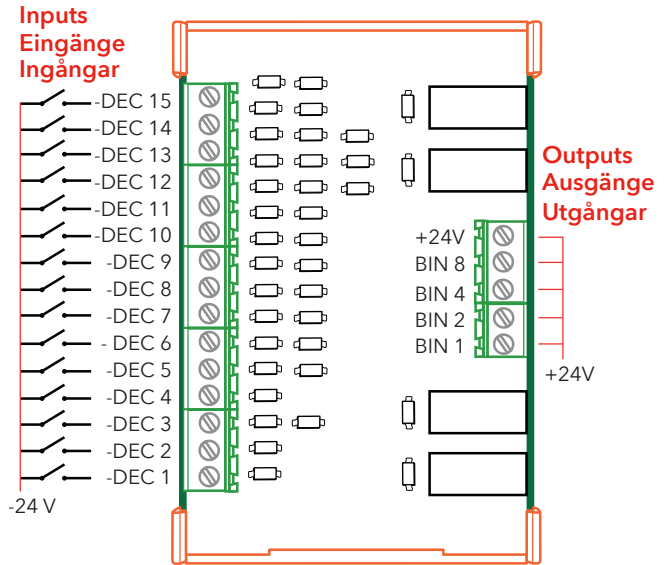 Inputs
Eingänge
Ingångar
-DEC 15
-DEC 14
-DEC 13
-DEC 12
-DEC 11
-DEC 10
-DEC 9
-DEC 8
-DEC 7
- DEC 6
-DEC 5
-DEC 4
-DEC 3
-DEC 2
-DEC 1
-24 V
Outputs
Ausgänge
Utgångar
+24V
BIN 8
BIN 4
BIN 2
BIN 1
+24V